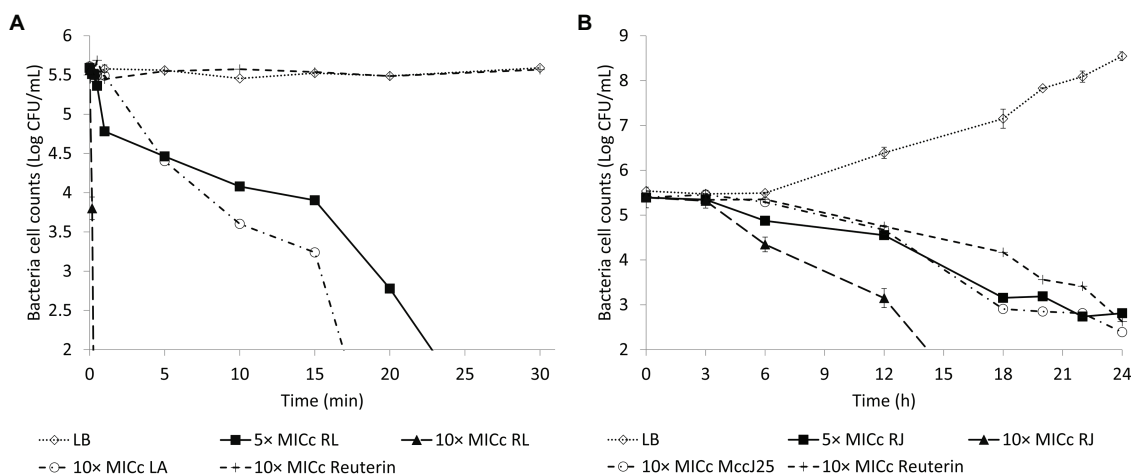 A
Bacteria cell counts (Log CFU/mL)
6
5.5
5
4.5
4
3.5
3
2.5
2
0 5 10 15 20 25 30
Time (min)
LB 5× MICc RL 10× MICc RL
10× MICc LA 10× MICc Reuterin
B
Bacteria cell counts (Log CFU/mL)
9
8
7
6
5
4
3
2
0 3 6 9 12 15 18 21 24
Time (h)
LB 5× MICc RJ 10× MICc RJ
10× MICc MccJ25 10× MICc Reuterin